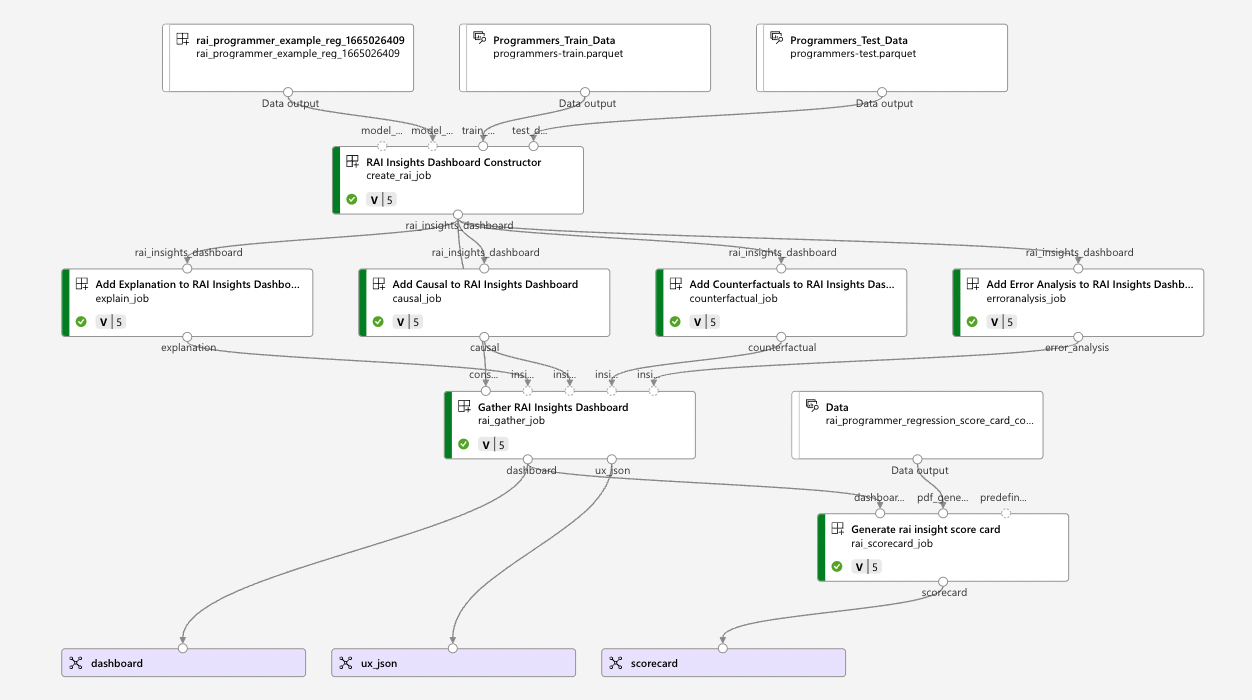 rai_programmer_example_reg_1665026409
rai_programmer_example_reg_1665026409
Programmers_Train_Data
programmers-train.parquet
Programmers_Test_Data
programmers-test.parquet
Data output
Data output
Data output
model_...
model_...
train_...
test_d...
RAI Insights Dashboard Constructor
create_rai_job
V | 5
rai_insights_dashboard
rai_insights_dashboard
rai_insights_dashboard
rai_insights_dashboard
rai_insights_dashboard
Add Explanation to RAI Insights Dashbo...
explain_job
V | 5
Add Causal to RAI Insights Dashboard
causal_job
V | 5
Add Counterfactuals to RAI Insights Das...
counterfactual_job
V | 5
Add Error Analysis to RAI Insights Dashb...
erroranalysis_job
V | 5
explanation
causal
counterfactual
error_analysis
cons...
insi...
insi...
insi...
insi...
Gather RAI Insights Dashboard
rai_gather_job
V | 5
Data
rai_programmer_regression_score_card_co...
dashboard
ux_json
Data output
dashboar...
pdf_gene...
predefin...
Generate rai insight score card
rai_scorecard_job
V | 5
scorecard
dashboard
ux_json
scorecard